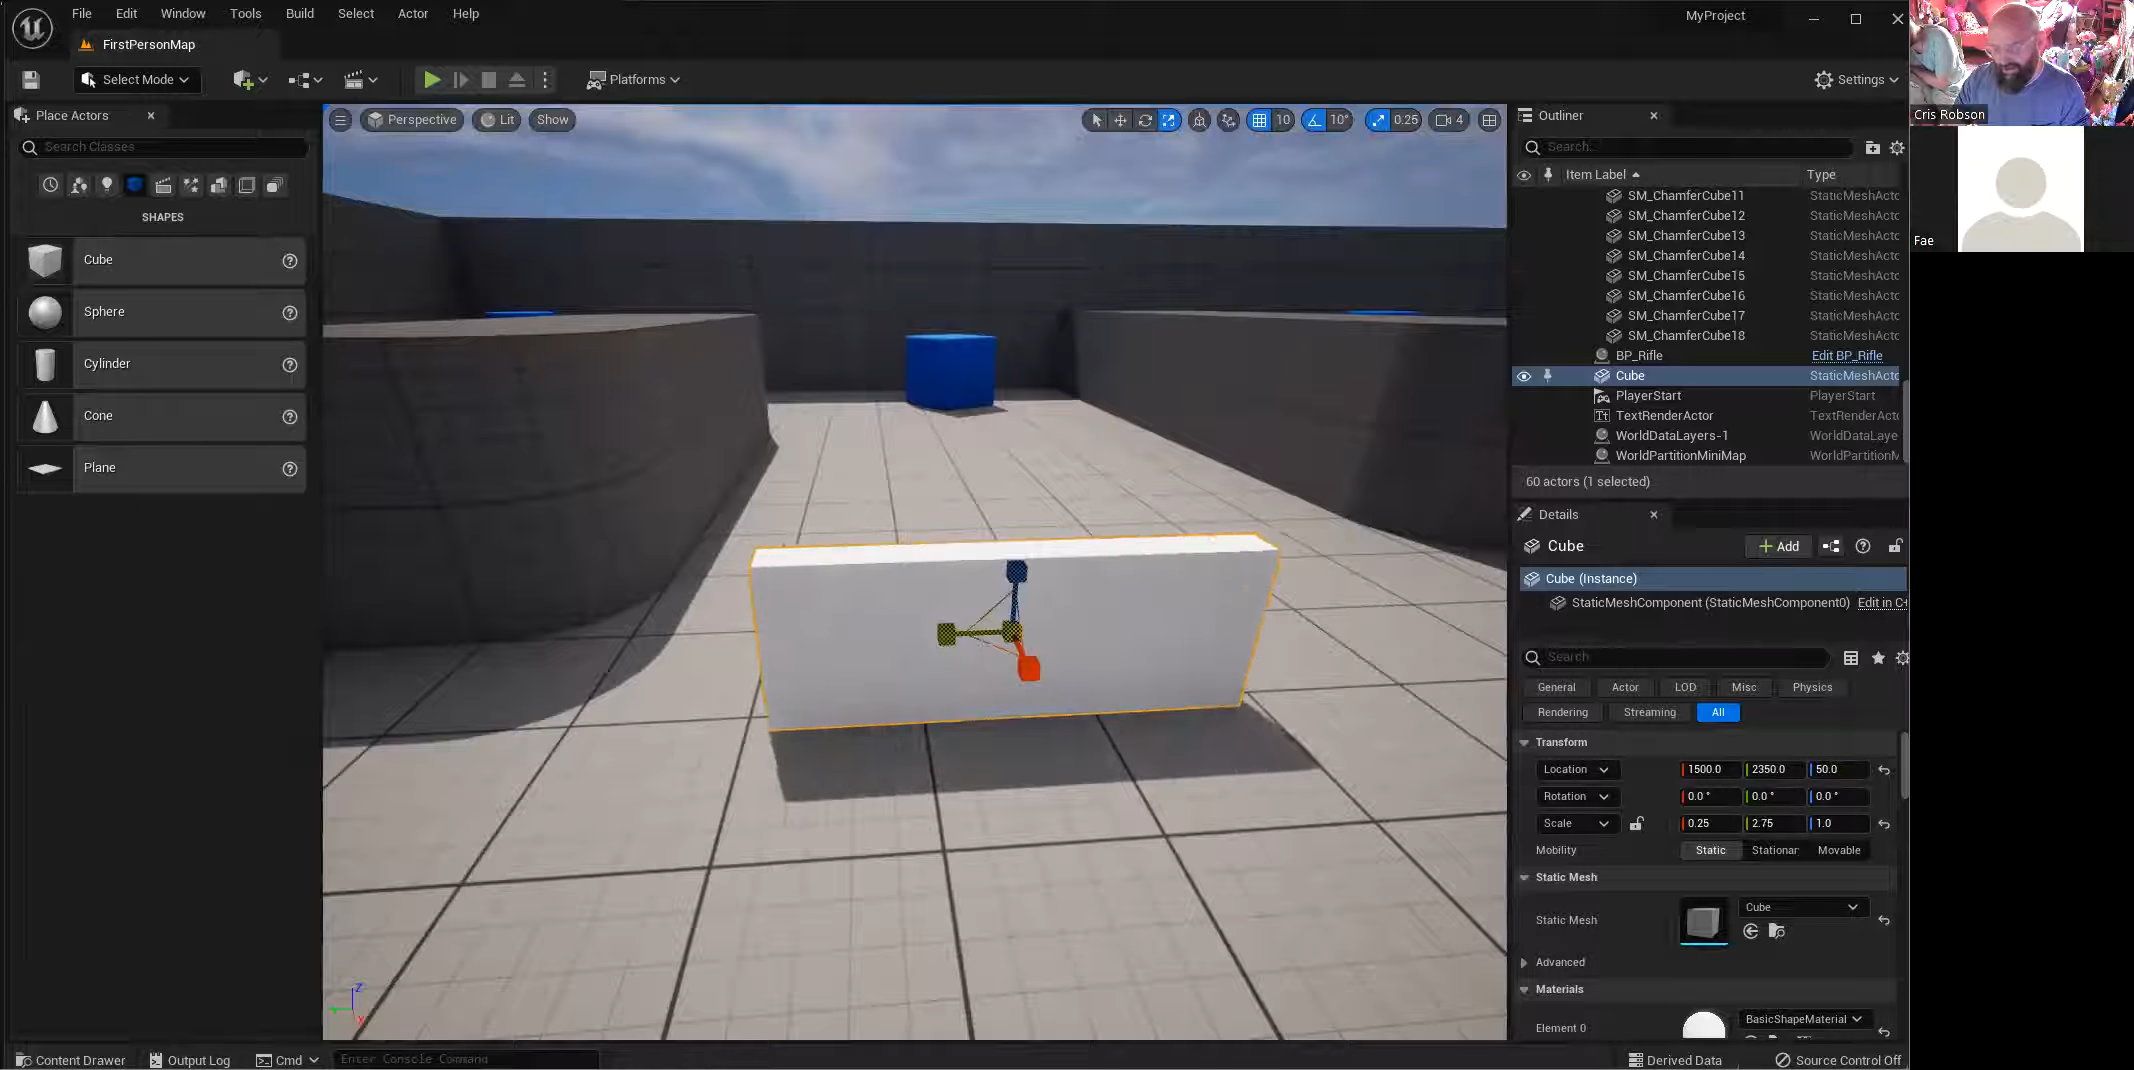 File Edit Window Tools Build Select Actor Help
MyProject
FirstPersonMap
Select Mode
Platforms
Settings
Place Actors
Search Classes
SHAPES
Cube
Sphere
Cylinder
Cone
Plane
Perspective Lit Show
10 10° 0.25 4
Outliner
Search...
Item Label Type
SM_ChamferCube11 StaticMeshActo
SM_ChamferCube12 StaticMeshActo
SM_ChamferCube13 StaticMeshActo
SM_ChamferCube14 StaticMeshActo
SM_ChamferCube15 StaticMeshActo
SM_ChamferCube16 StaticMeshActo
SM_ChamferCube17 StaticMeshActo
SM_ChamferCube18 StaticMeshActo
BP_Rifle Edit BP_Rifle
Cube StaticMeshActo
PlayerStart PlayerStart
TextRenderActor TextRenderActo
WorldDataLayers-1 WorldDataLaye
WorldPartitionMiniMap WorldPartitionM
60 actors (1 selected)
Details
Cube
Add
Cube (Instance)
StaticMeshComponent (StaticMeshComponent0) Edit in C+
Search
General Actor LOD Misc Physics
Rendering Streaming All
Transform
Location 1500.0 2350.0 50.0
Rotation 0.0 ° 0.0 ° 0.0 °
Scale 0.25 2.75 1.0
Mobility Static Stationar Movable
Static Mesh
Static Mesh Cube
Advanced
Materials
Element 0 BasicShapeMaterial
Z
X
Content Drawer Output Log Cmd Enter Console Command
Derived Data Source Control Off
Cris Robson
Fae